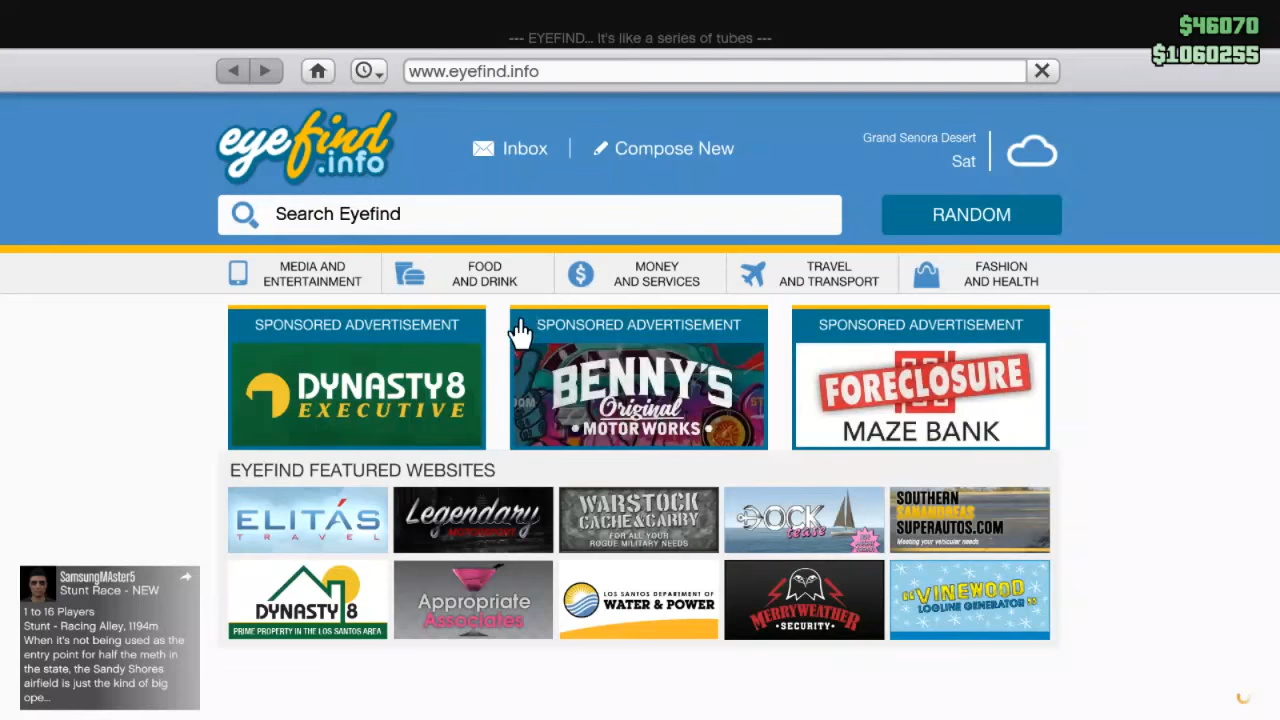 $46070
--- EYEFIND... It's like a series of tubes ---
$1060255
www.eyefind.info
eyefind
.info
Inbox
Compose New
Grand Senora Desert
Sat
Search Eyefind
RANDOM
MEDIA AND
ENTERTAINMENT
FOOD
AND DRINK
MONEY
AND SERVICES
TRAVEL
AND TRANSPORT
FASHION
AND HEALTH
SPONSORED ADVERTISEMENT
DYNASTY8
EXECUTIVE
SPONSORED ADVERTISEMENT
BENNY'S
Original
MOTORWORKS
SPONSORED ADVERTISEMENT
FORECLOSURE
MAZE BANK
EYEFIND FEATURED WEBSITES
ELITÁS
TRAVEL
Legendary
MOTORSPORT
WARSTOCK
CACHE&CARRY
FOR ALL YOUR
ROGUE MILITARY NEEDS
DOCK
tease
SOUTHERN
SANANDREAS
SUPERAUTOS.COM
Meeting your vehicular needs
DYNASTY 8
PRIME PROPERTY IN THE LOS SANTOS AREA
Appropriate
Associates
LOS SANTOS DEPARTMENT OF
WATER & POWER
MERRYWEATHER
SECURITY
"VINEWOOD
LOGLINE GENERATOR"
SamsungMAster5
Stunt Race - NEW
1 to 16 Players
Stunt - Racing Alley, 1194m
When it's not being used as the
entry point for half the meth in
the state, the Sandy Shores
airfield is just the kind of big
ope...